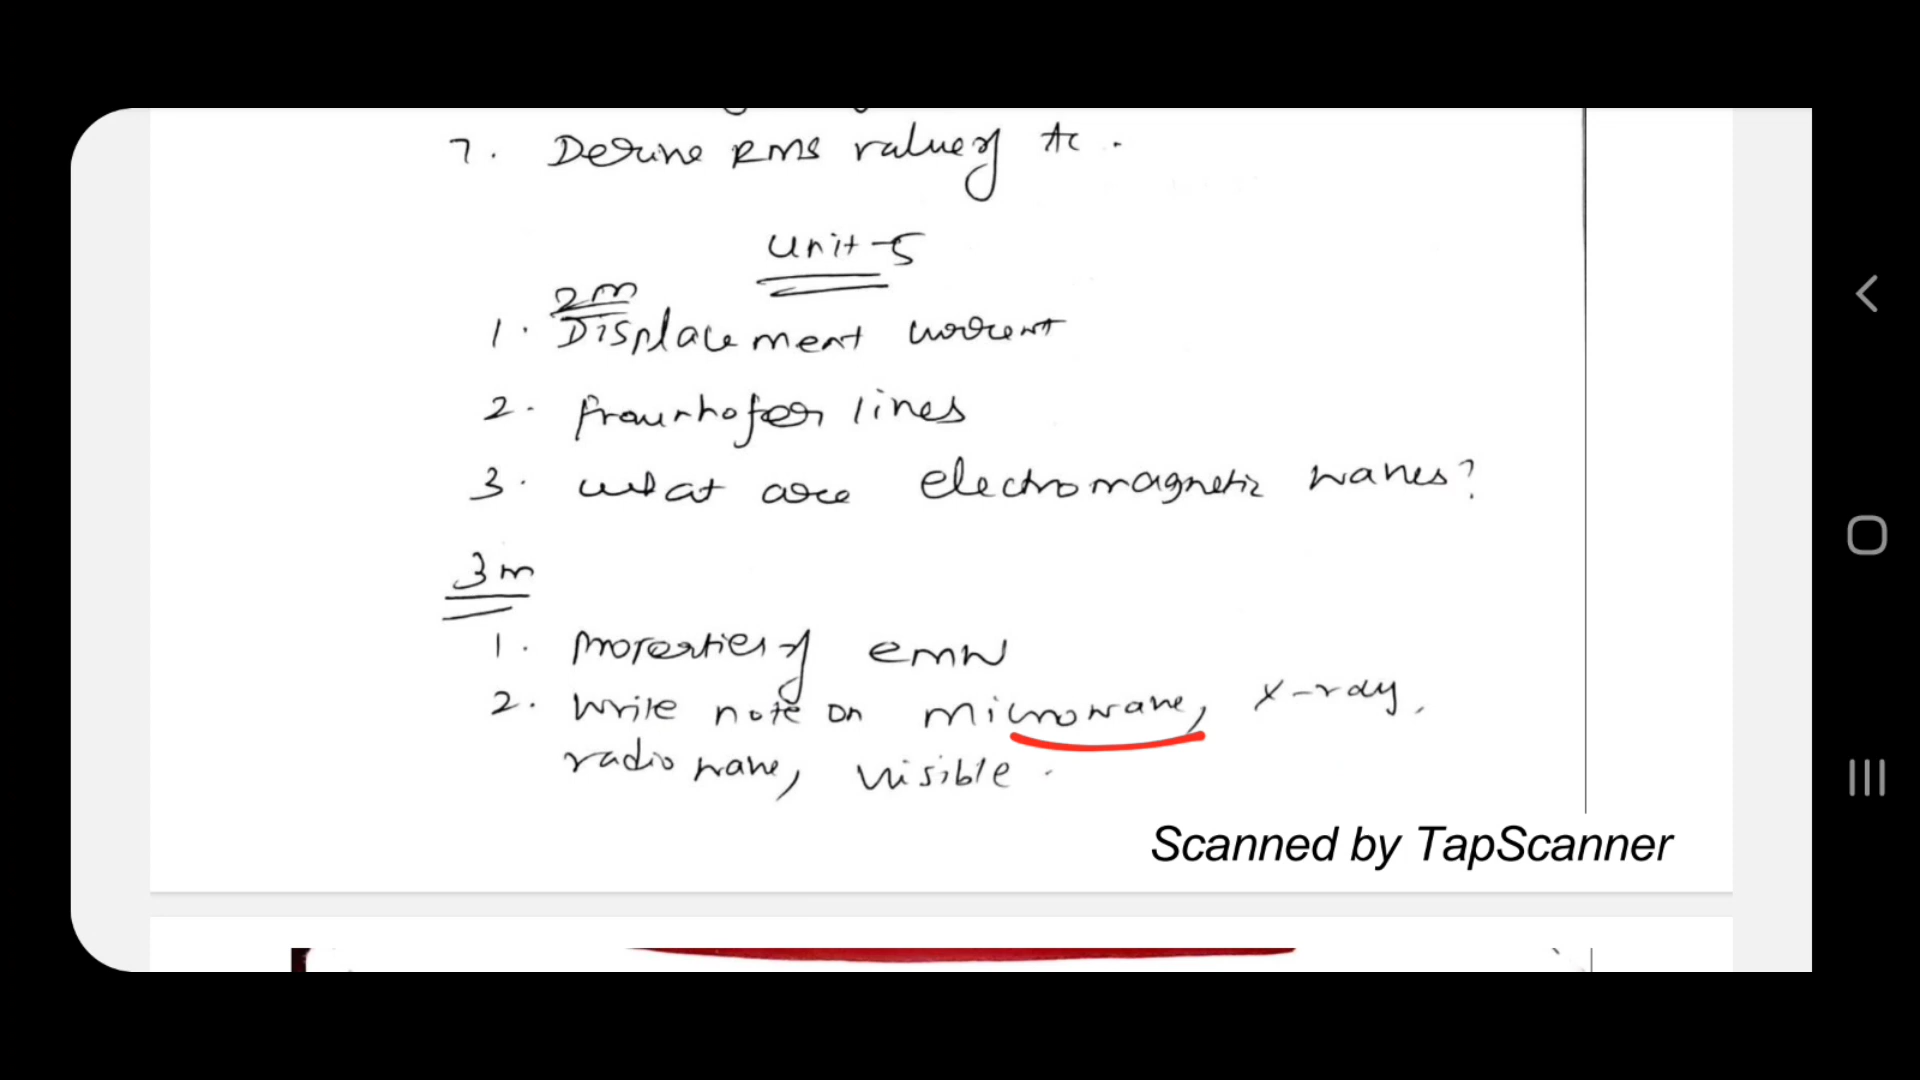 7. Define RMS value of AC.
Unit-5
2m
1. Displacement current
2. fraunhofer lines
3. what are electromagnetic waves?
3m
1. Properties of emw
2. Write note on microwave, x-ray,
radio wave, visible.
Scanned by TapScanner